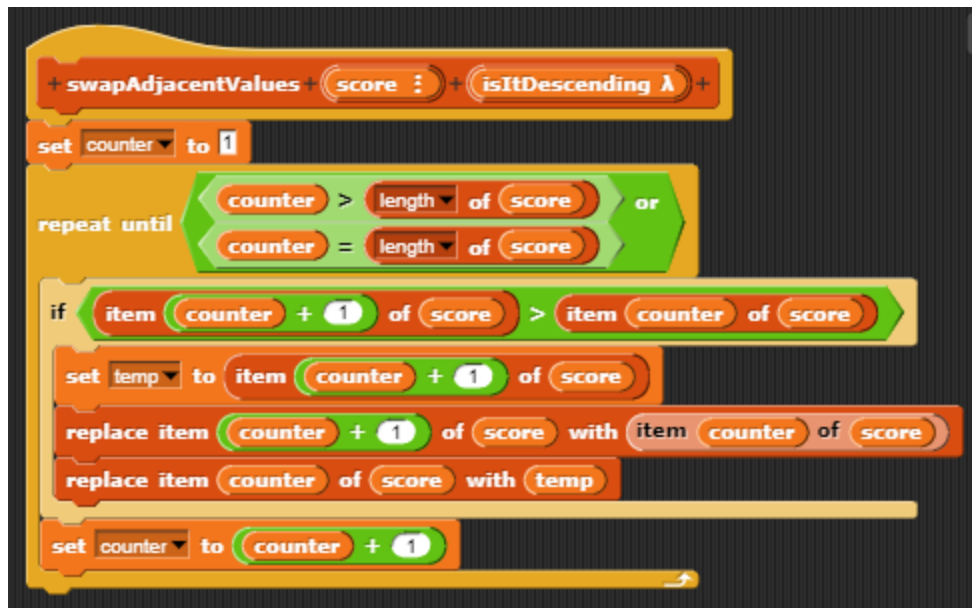 + swapAdjacentValues + score ⋮ + isItDescending λ +
set counter to 1
counter > length of score or
repeat until
counter = length of score
if item counter + 1 of score > item counter of score
set temp to item counter + 1 of score
replace item counter + 1 of score with item counter of score
replace item counter of score with temp
set counter to counter + 1